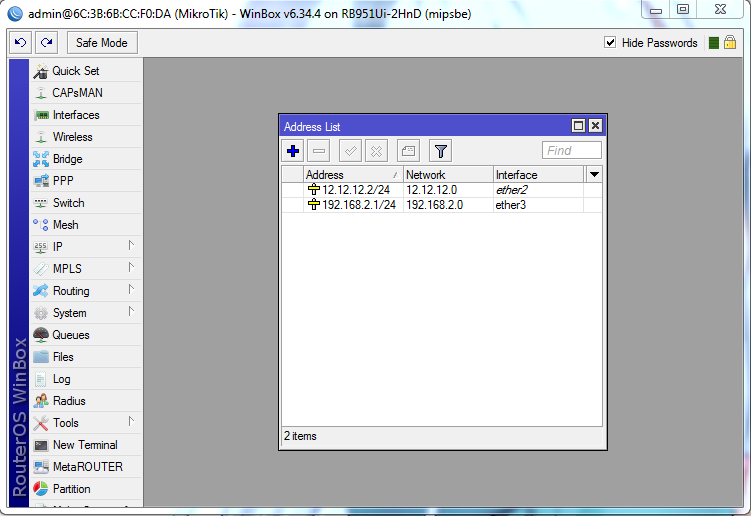 admin@6C:3B:6B:CC:F0:DA (MikroTik) - WinBox v6.34.4 on RB951Ui-2HnD (mipsbe)
Safe Mode
Hide Passwords
Quick Set
CAPsMAN
Interfaces
Wireless
Bridge
PPP
Switch
Mesh
IP
MPLS
Routing
System
Queues
Files
Log
Radius
Tools
New Terminal
MetaROUTER
Partition
RouterOS WinBox
Address List
Find
Address Network Interface
12.12.12.2/24 12.12.12.0 ether2
192.168.2.1/24 192.168.2.0 ether3
2 items